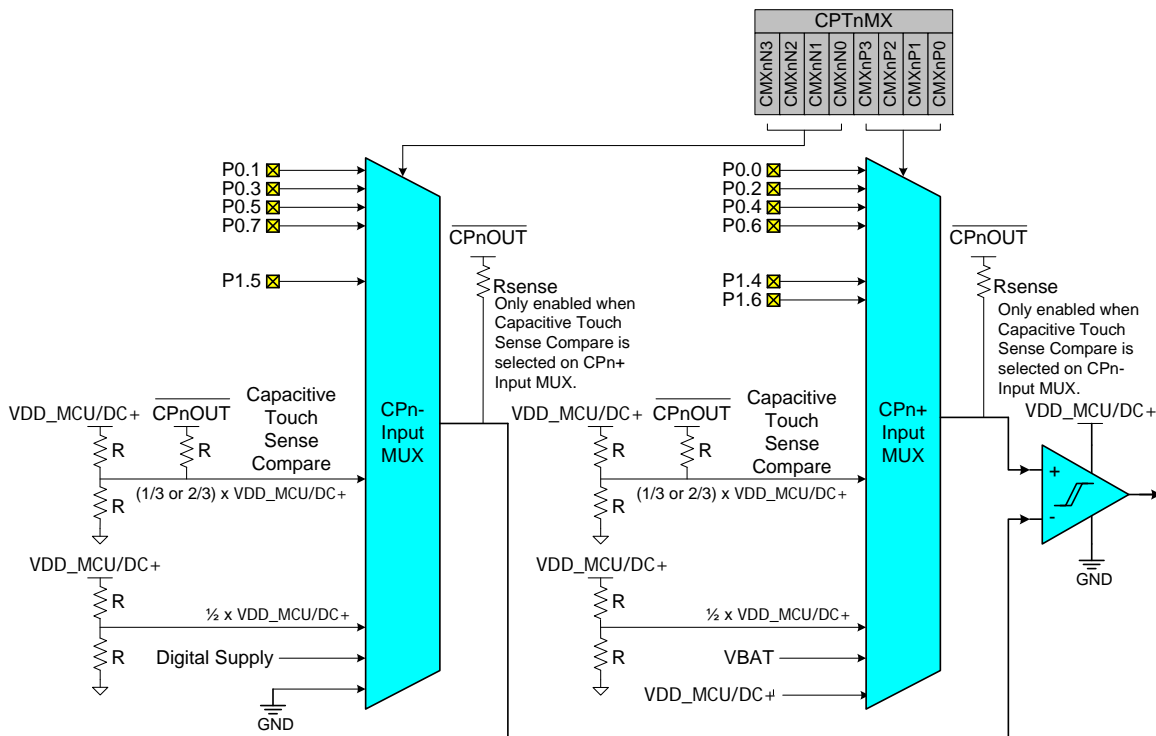 CPTnMX
CMXnN3
CMXnN2
CMXnN1
CMXnN0
CMXnP3
CMXnP2
CMXnP1
CMXnP0
P0.1
P0.3
P0.5
P0.7
P1.5
CPnOUT
Rsense
Only enabled when
Capacitive Touch
Sense Compare is
selected on CPn+
Input MUX.
VDD_MCU/DC+
CPnOUT
R
R
Capacitive
Touch
Sense
Compare
(1/3 or 2/3) x VDD_MCU/DC+
R
VDD_MCU/DC+
R
½ x VDD_MCU/DC+
R
Digital Supply
GND
CPn-
Input
MUX
P0.0
P0.2
P0.4
P0.6
P1.4
P1.6
CPnOUT
Rsense
Only enabled when
Capacitive Touch
Sense Compare is
selected on CPn-
Input MUX.
VDD_MCU/DC+
CPnOUT
R
R
Capacitive
Touch
Sense
Compare
(1/3 or 2/3) x VDD_MCU/DC+
R
VDD_MCU/DC+
R
½ x VDD_MCU/DC+
R
VBAT
VDD_MCU/DC+
CPn+
Input
MUX
VDD_MCU/DC+
+
-
GND